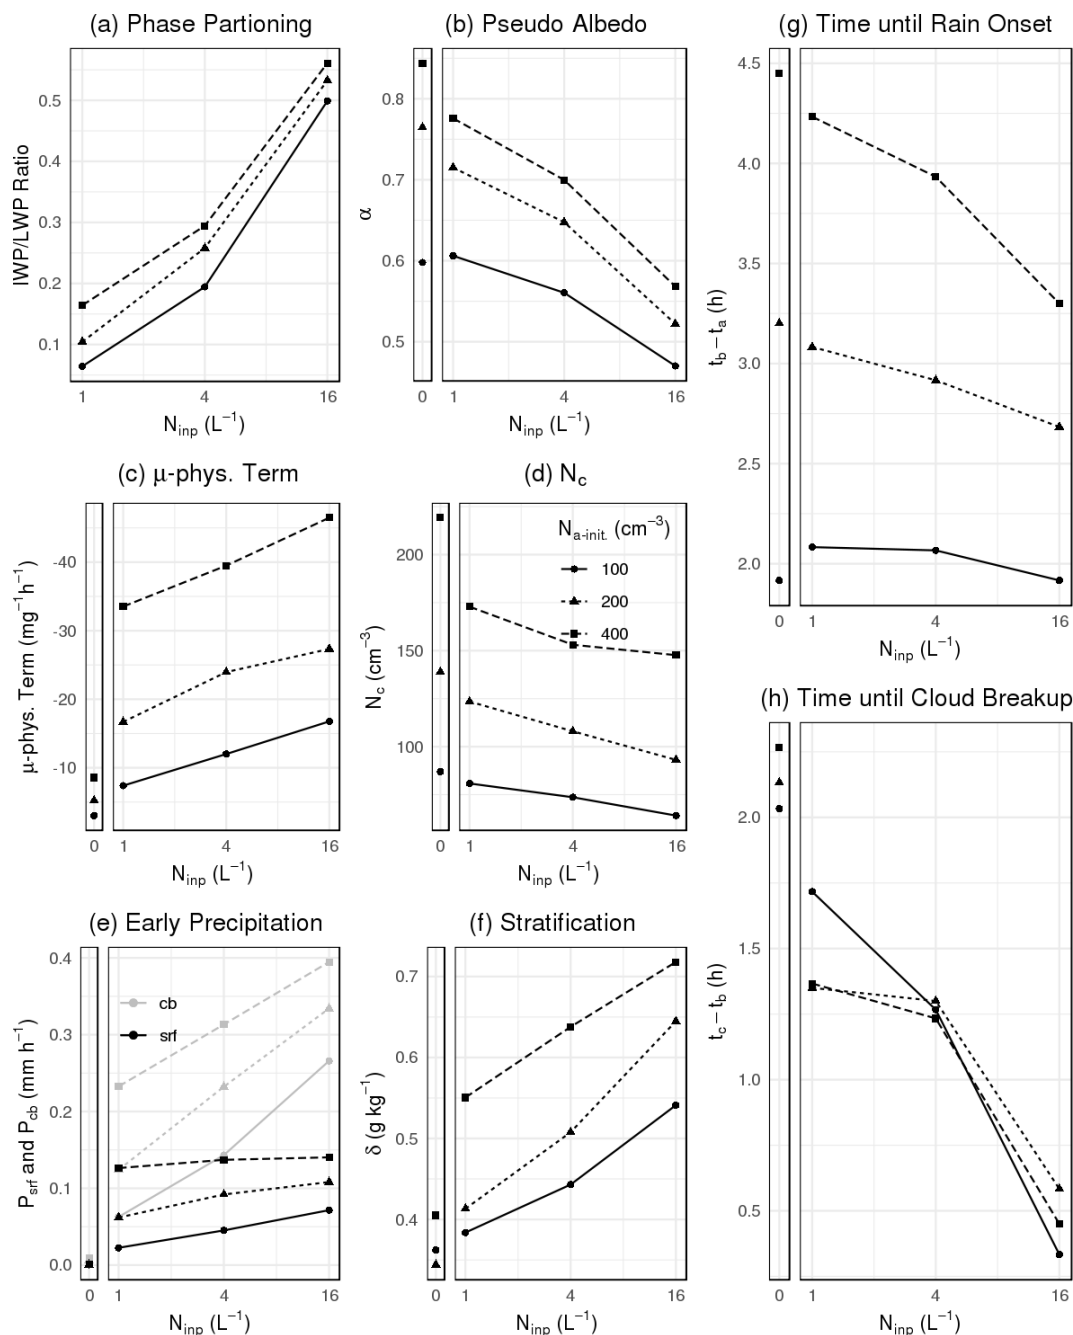 (a) Phase Partioning
0.5
0.4
0.3
0.2
0.1
IWP/LWP Ratio
1 4 16
N_inp (L⁻¹)
(b) Pseudo Albedo
0.8
0.7
0.6
0.5
α
0 1 4 16
N_inp (L⁻¹)
(g) Time until Rain Onset
4.5
4.0
3.5
3.0
2.5
2.0
t_b − t_a (h)
0 1 4 16
N_inp (L⁻¹)
(c) μ-phys. Term
-40
-30
-20
-10
μ-phys. Term (mg⁻¹h⁻¹)
0 1 4 16
N_inp (L⁻¹)
(d) N_c
N_a-init. (cm⁻³)
100
200
400
200
150
100
N_c (cm⁻³)
0 1 4 16
N_inp (L⁻¹)
(h) Time until Cloud Breakup
2.0
1.5
1.0
0.5
t_c − t_b (h)
0 1 4 16
N_inp (L⁻¹)
(e) Early Precipitation
cb
srf
0.4
0.3
0.2
0.1
0.0
P_srf and P_cb (mm h⁻¹)
0 1 4 16
N_inp (L⁻¹)
(f) Stratification
0.7
0.6
0.5
0.4
δ (g kg⁻¹)
0 1 4 16
N_inp (L⁻¹)